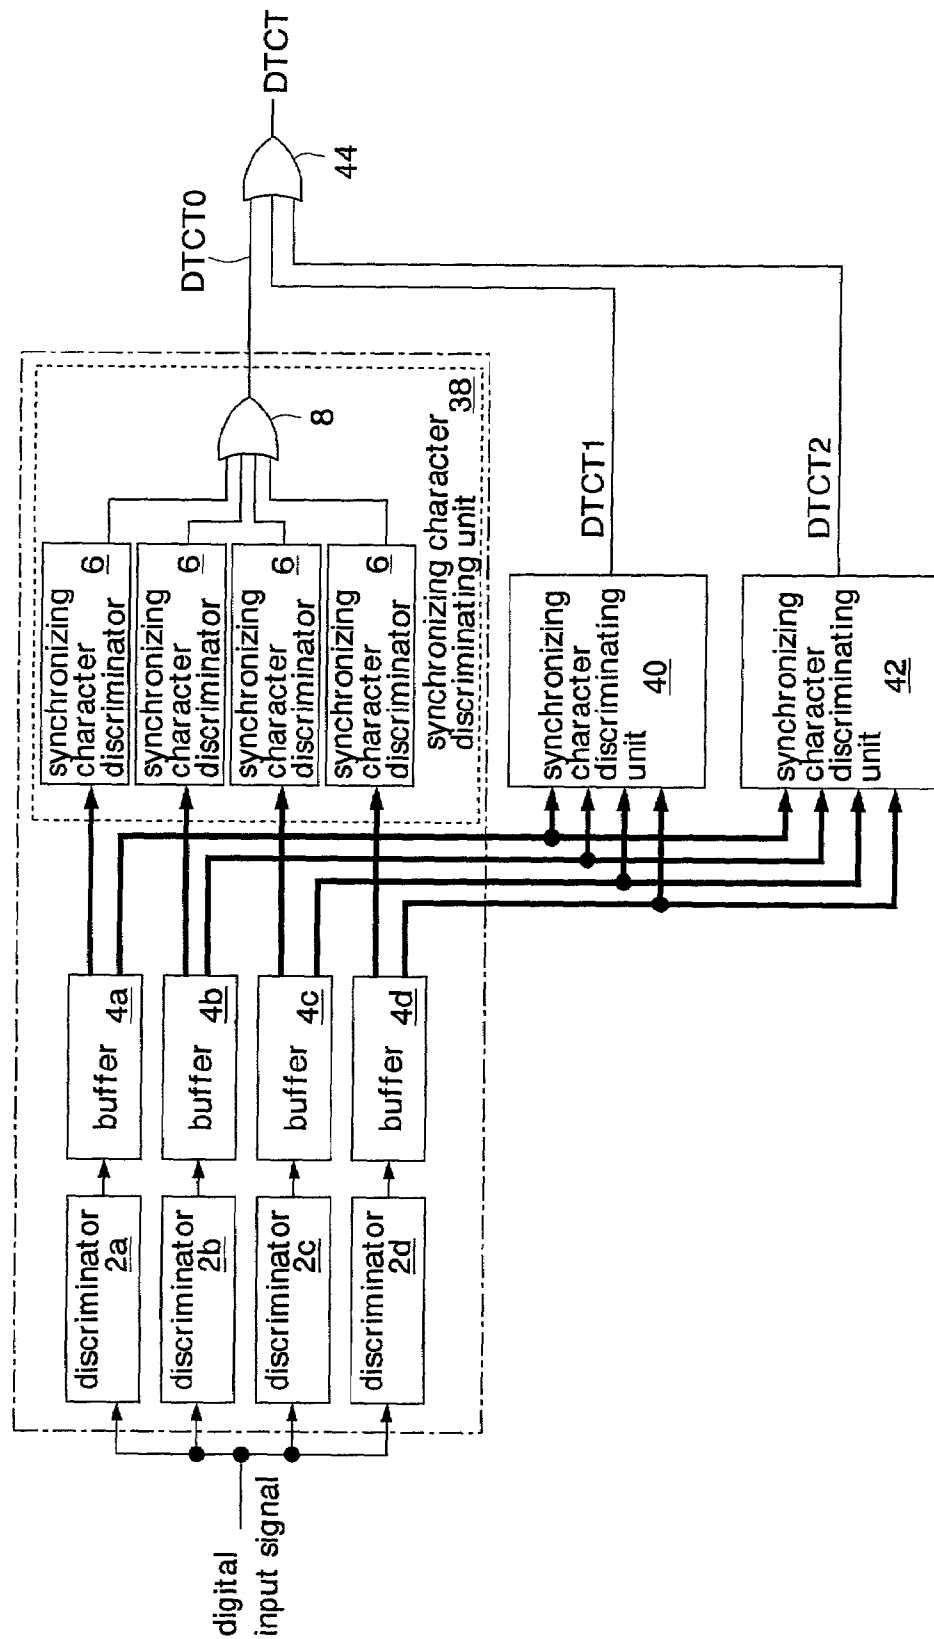 digital
input signal
discriminator
2a
discriminator
2b
discriminator
2c
discriminator
2d
buffer 4a
buffer 4b
buffer 4c
buffer 4d
synchronizing
character 6
discriminator
synchronizing
character 6
discriminator
synchronizing
character 6
discriminator
synchronizing
character 6
discriminator
8
synchronizing character
discriminating unit 38
synchronizing
character
discriminating
unit 40
synchronizing
character
discriminating
unit 42
DTCT0
DTCT1
DTCT2
44
DTCT